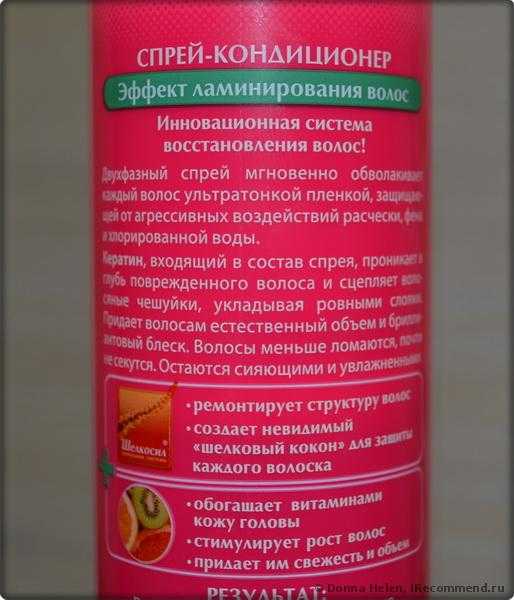 СПРЕЙ-КОНДИЦИОНЕР
Эффект ламинирования волос
Инновационная система
восстановления волос!
Двухфазный спрей мгновенно обволакивает
каждый волос ультратонкой пленкой, защищаю-
щей от агрессивных воздействий расчески, фена
и хлорированной воды.
Кератин, входящий в состав спрея, проникает в
глубь поврежденного волоса и сцепляет воло-
сяные чешуйки, укладывая ровными слоями.
Придает волосам естественный объем и брилли-
антовый блеск. Волосы меньше ломаются, почти
не секутся. Остаются сияющими и увлажненными
Шелкосил®
•ремонтирует структуру волос
•создает невидимый
«шелковый кокон» для защиты
каждого волоска
•обогащает витаминами
кожу головы
•стимулирует рост волос
•придает им свежесть и объем
РЕЗУЛЬТАТ:
© Donna Helen, IRecommend.ru